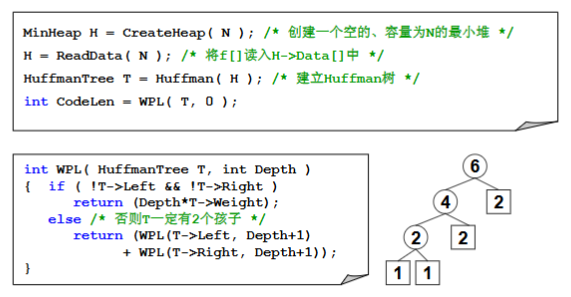 MinHeap H = CreateHeap( N ); /* 创建一个空的、容量为N的最小堆 */
H = ReadData( N ); /* 将f[]读入H->Data[]中 */
HuffmanTree T = Huffman( H ); /* 建立Huffman树 */
int CodeLen = WPL( T, 0 );
int WPL( HuffmanTree T, int Depth )
{ if ( !T->Left && !T->Right )
return (Depth*T->Weight);
else /* 否则T一定有2个孩子 */
return (WPL(T->Left, Depth+1)
+ WPL(T->Right, Depth+1));
}
6
4 2
2 2
1 1